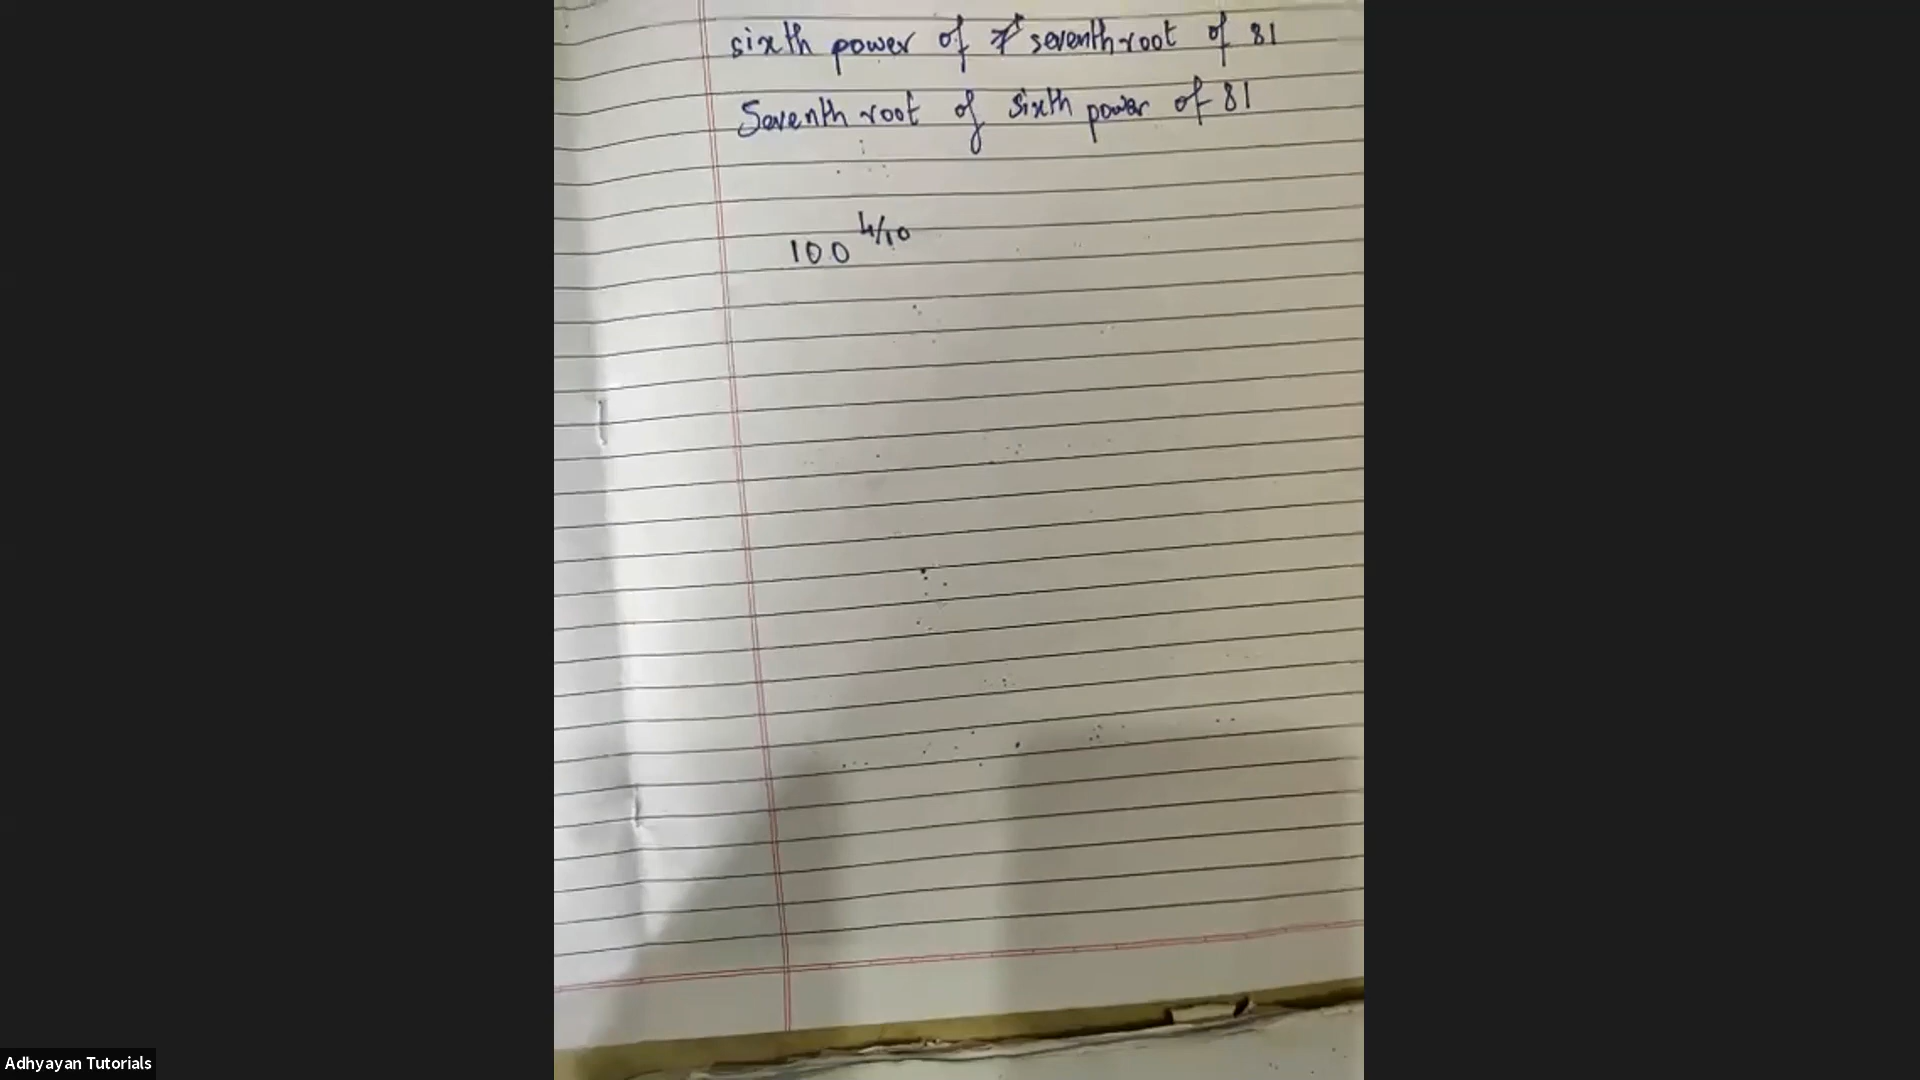 sixth power of seventh root of 81
Seventh root of sixth power of 81
100^4/10
Adhyayan Tutorials